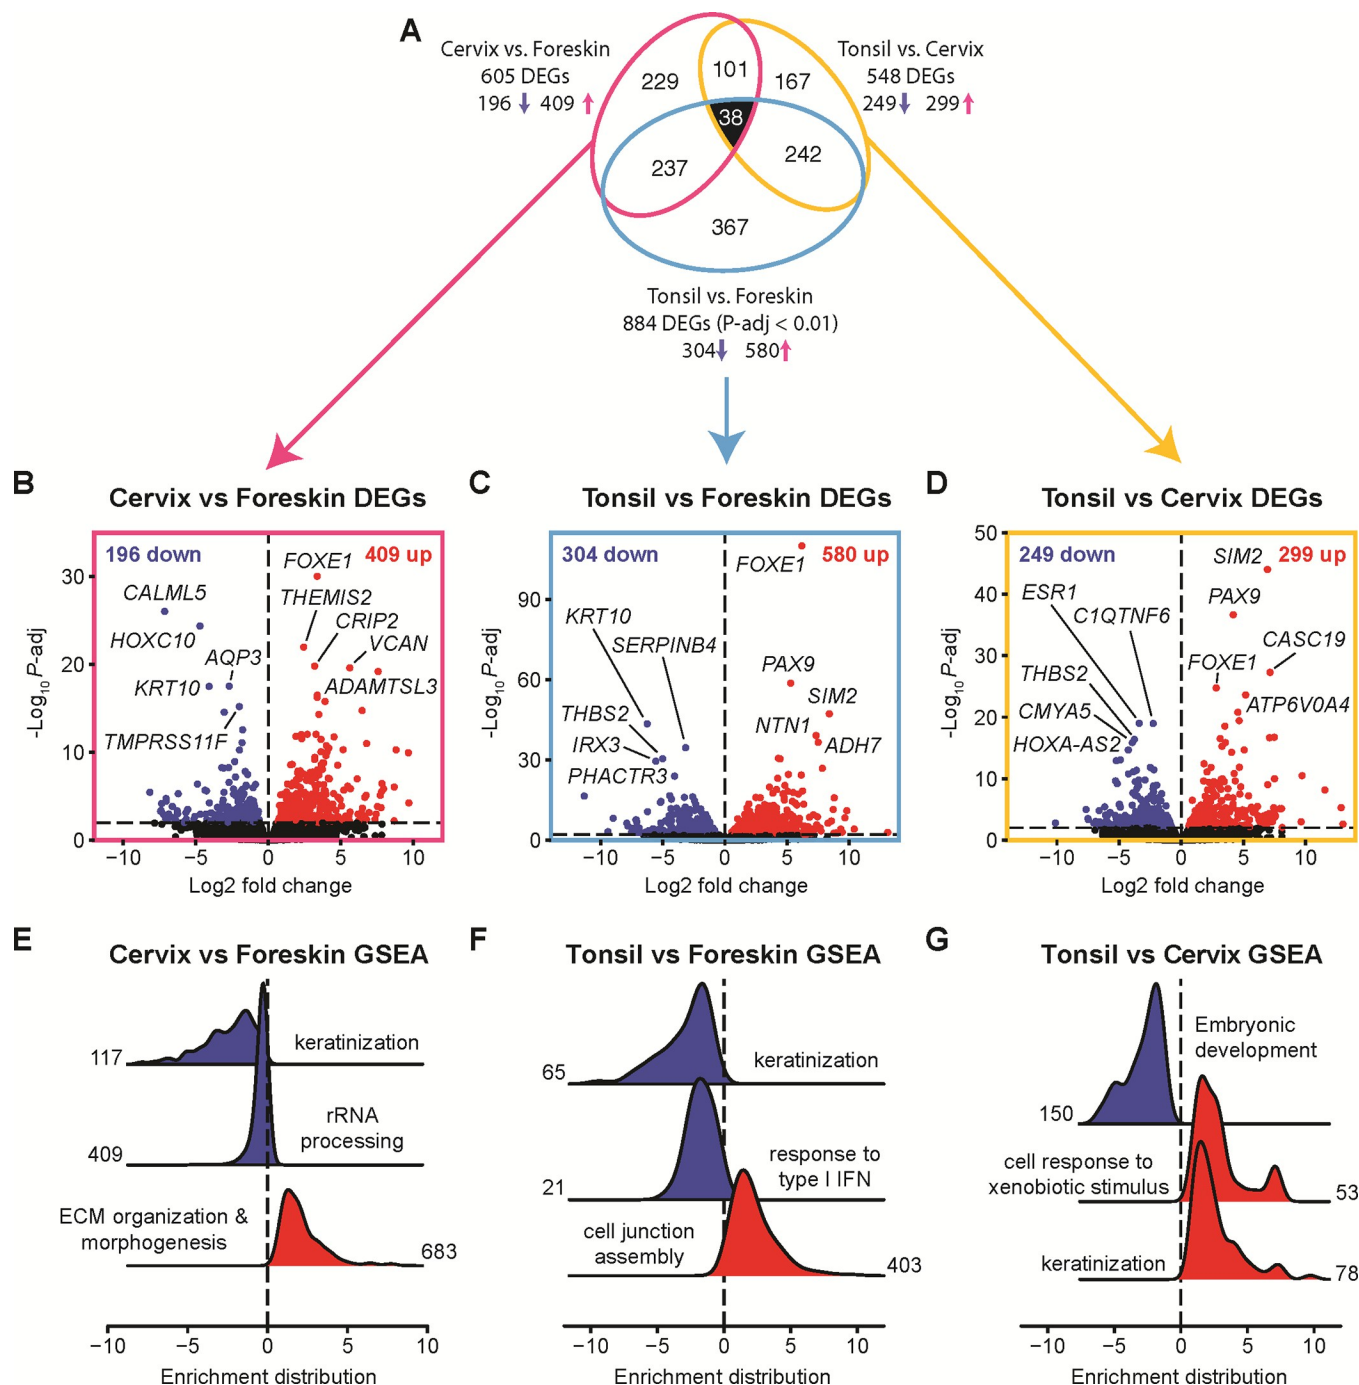 A
Cervix vs. Foreskin
605 DEGs
196 409
Tonsil vs. Cervix
548 DEGs
249 299
229
101
167
38
237
242
367
Tonsil vs. Foreskin
884 DEGs (P-adj < 0.01)
304 580
B
Cervix vs Foreskin DEGs
196 down
409 up
FOXE1
CALML5
THEMIS2
HOXC10
CRIP2
VCAN
AQP3
KRT10
ADAMTSL3
TMPRSS11F
-Log10 P-adj
30
20
10
0
−10 −5 0 5 10
Log2 fold change
C
Tonsil vs Foreskin DEGs
304 down
580 up
FOXE1
KRT10
SERPINB4
PAX9
SIM2
THBS2
NTN1
IRX3
ADH7
PHACTR3
-Log10 P-adj
90
60
30
0
−10 −5 0 5 10
Log2 fold change
D
Tonsil vs Cervix DEGs
249 down
299 up
SIM2
ESR1
C1QTNF6
PAX9
CASC19
FOXE1
THBS2
ATP6V0A4
CMYA5
HOXA-AS2
-Log10 P-adj
50
40
30
20
10
0
−10 −5 0 5 10
Log2 fold change
E
Cervix vs Foreskin GSEA
117
keratinization
rRNA
processing
409
ECM organization &
morphogenesis
683
−10 −5 0 5 10
Enrichment distribution
F
Tonsil vs Foreskin GSEA
65
keratinization
response to
type I IFN
21
cell junction
assembly
403
−10 −5 0 5 10
Enrichment distribution
G
Tonsil vs Cervix GSEA
Embryonic
development
150
cell response to
xenobiotic stimulus
53
keratinization
78
−10 −5 0 5 10
Enrichment distribution